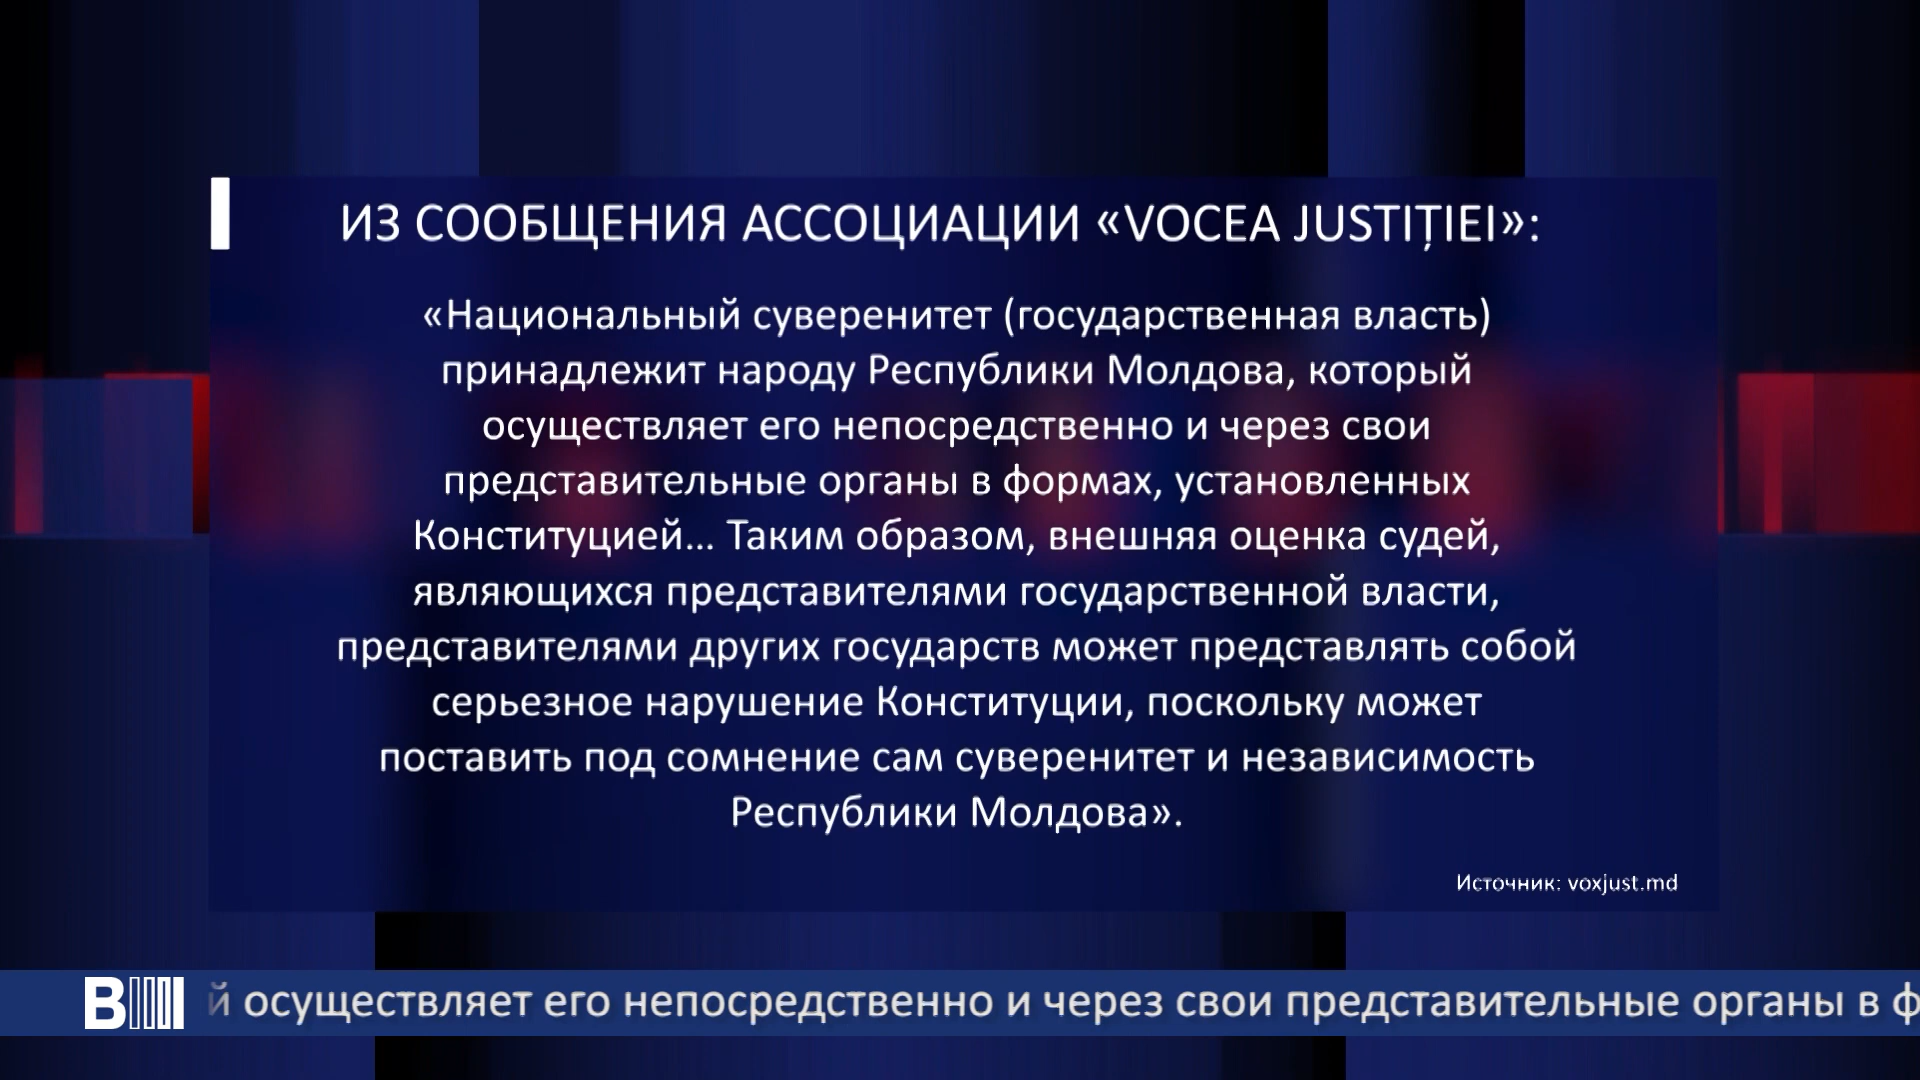 ИЗ СООБЩЕНИЯ АССОЦИАЦИИ «VOCEA JUSTIȚIEI»:
«Национальный суверенитет (государственная власть)
принадлежит народу Республики Молдова, который
осуществляет его непосредственно и через свои
представительные органы в формах, установленных
Конституцией... Таким образом, внешняя оценка судей,
являющихся представителями государственной власти,
представителями других государств может представлять собой
серьезное нарушение Конституции, поскольку может
поставить под сомнение сам суверенитет и независимость
Республики Молдова».
Источник: voxjust.md
В й осуществляет его непосредственно и через свои представительные органы в ф